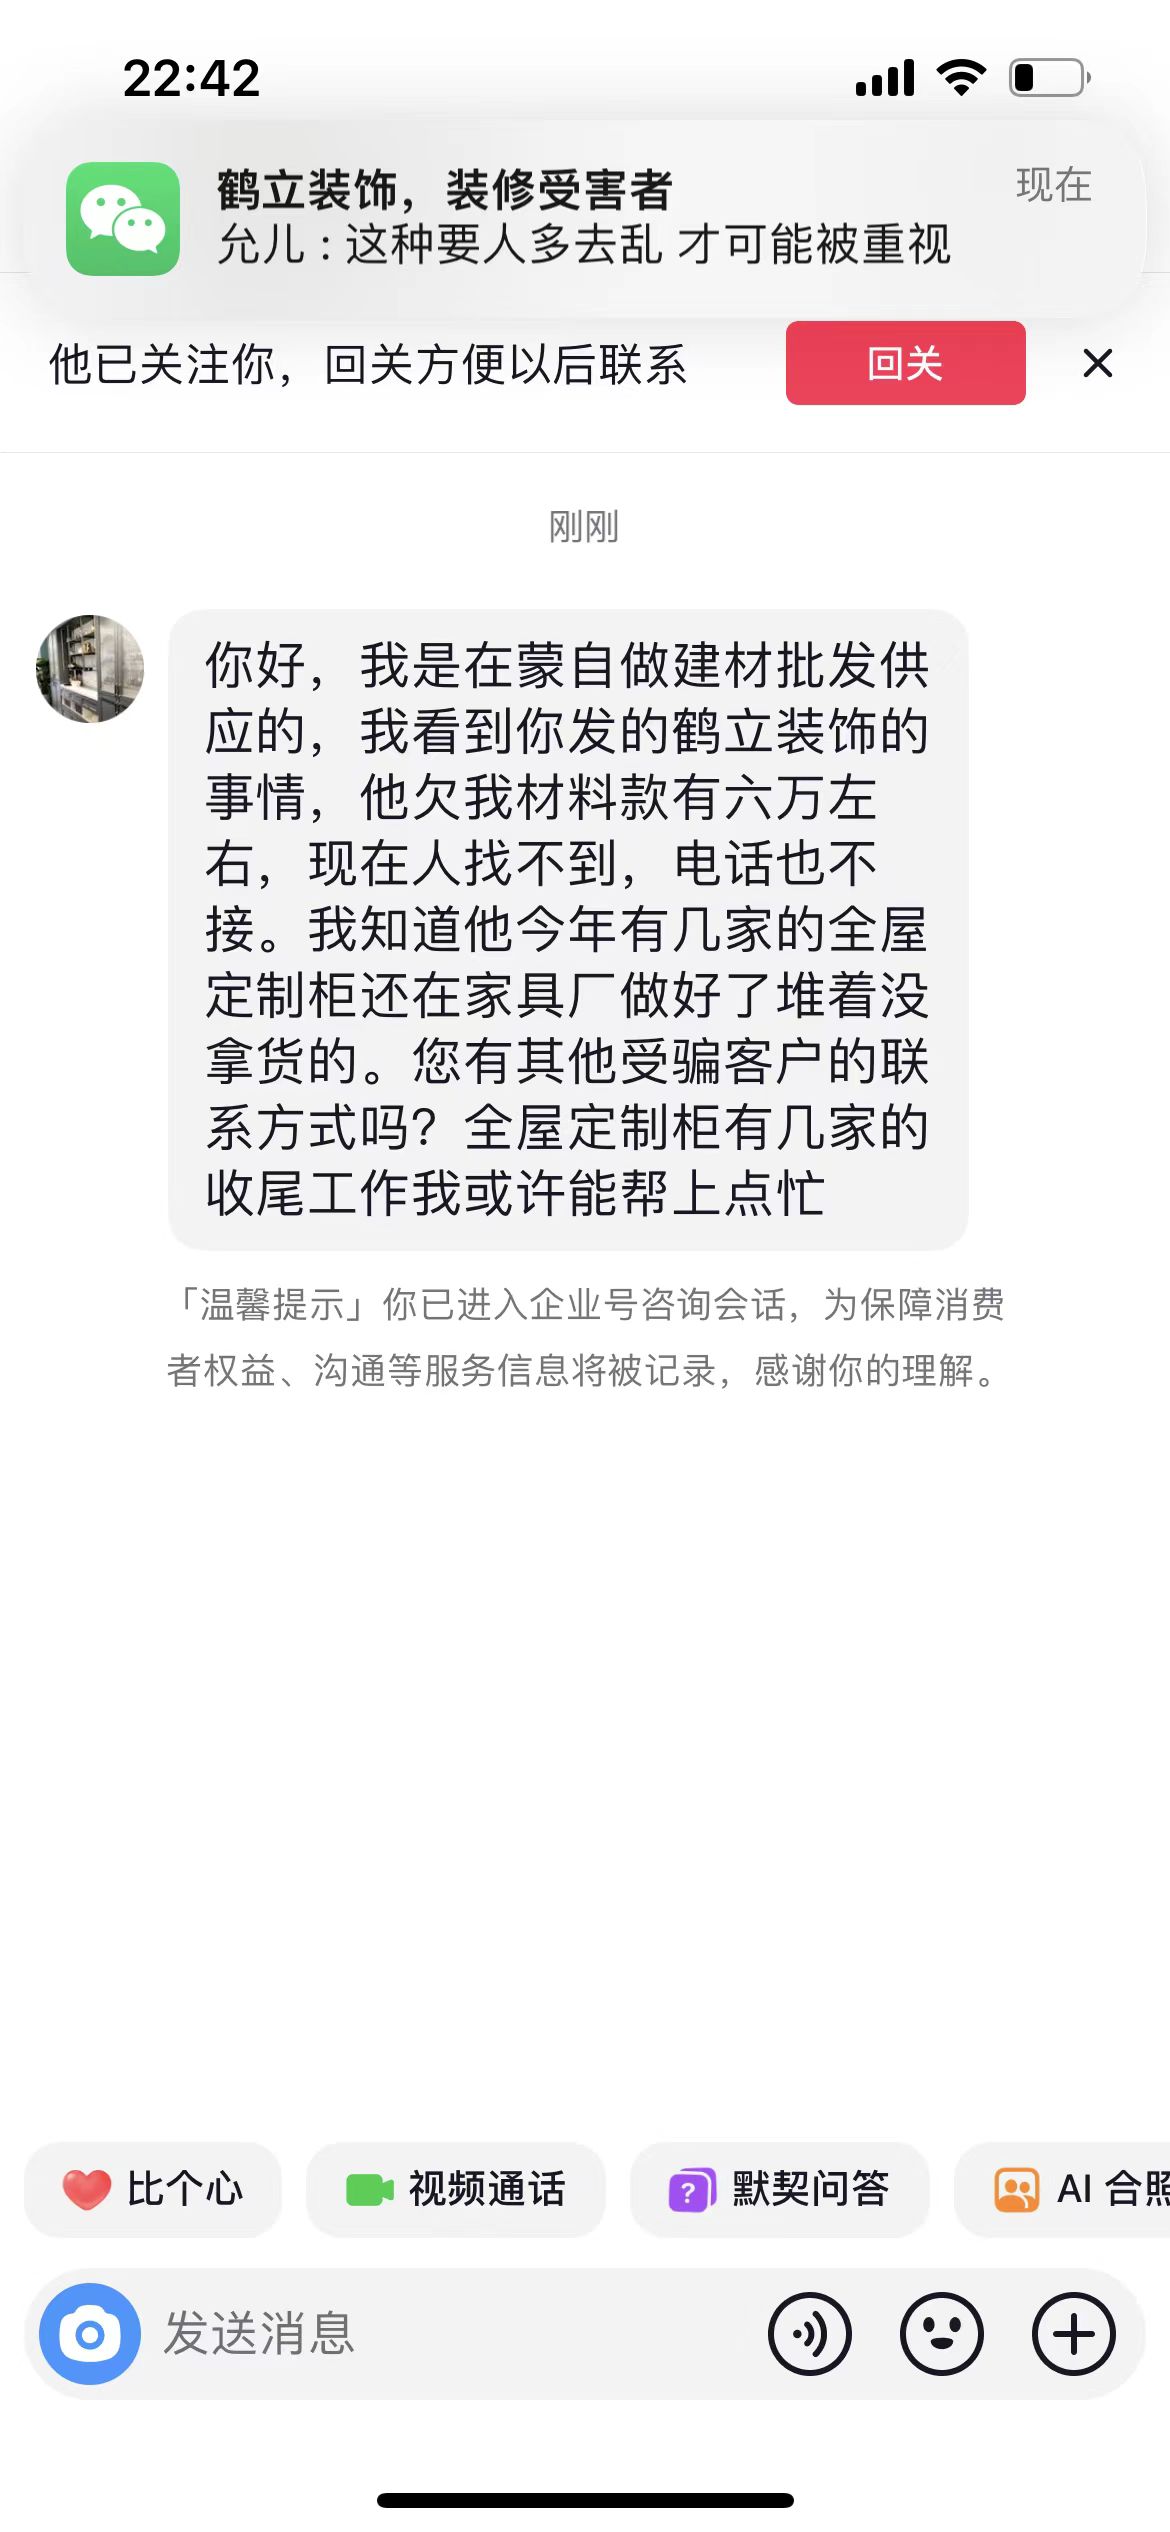 22:42
鹤立装饰，装修受害者
现在
允儿：这种要人多去乱 才可能被重视
他已关注你，回关方便以后联系
回关
刚刚
你好，我是在蒙自做建材批发供
应的，我看到你发的鹤立装饰的
事情，他欠我材料款有六万左
右，现在人找不到，电话也不
接。我知道他今年有几家的全屋
定制柜还在家具厂做好了堆着没
拿货的。您有其他受骗客户的联
系方式吗？全屋定制柜有几家的
收尾工作我或许能帮上点忙
「温馨提示」你已进入企业号咨询会话，为保障消费
者权益、沟通等服务信息将被记录，感谢你的理解。
比个心
视频通话
默契问答
AI 合照
发送消息